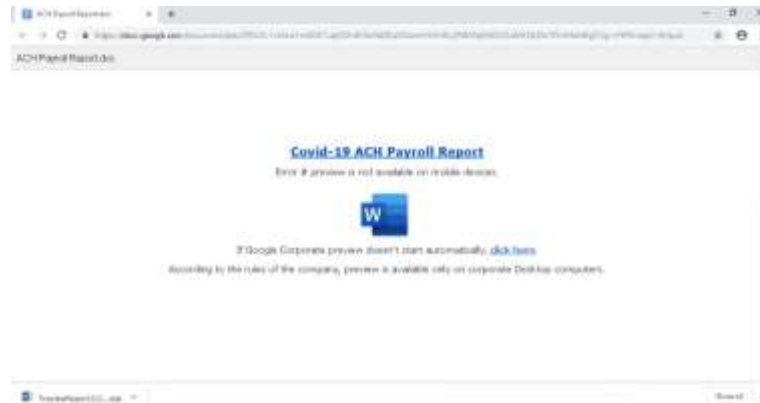 ACH Payroll Report.doc
Covid-19 ACH Payroll Report
Error # preview is not available on mobile devices.
W
If Google Corporate preview doesn't start automatically, click here.
According to the rules of the company, preview is available only on corporate Desktop computers.
Show all